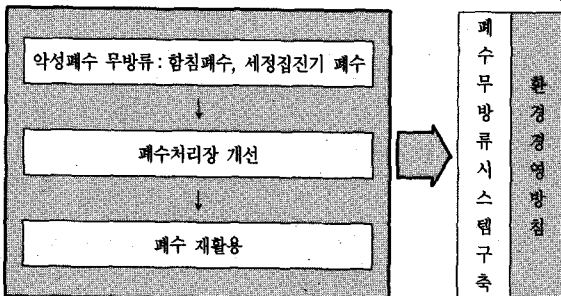 악성폐수 무방류 : 함침폐수, 세정집진기 폐수
↓
폐수처리장 개선
↓
폐수 재활용
폐수무방류시스템구축
환경경영방침